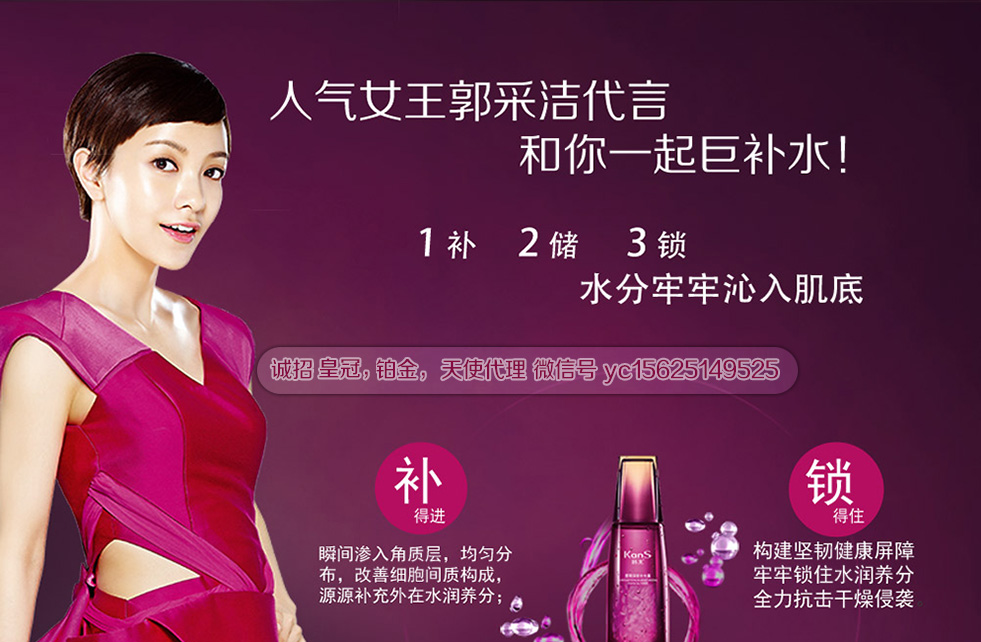 人气女王郭采洁代言
和你一起巨补水！
1 补 2 储 3 锁
水分牢牢沁入肌底
诚招 皇冠，铂金， 天使代理 微信号 yc15625149525
补
得进
瞬间渗入角质层，均匀分
布，改善细胞间质构成，
源源补充外在水润养分；
KanS
锁
得住
构建坚韧健康屏障
牢牢锁住水润养分
全力抗击干燥侵袭